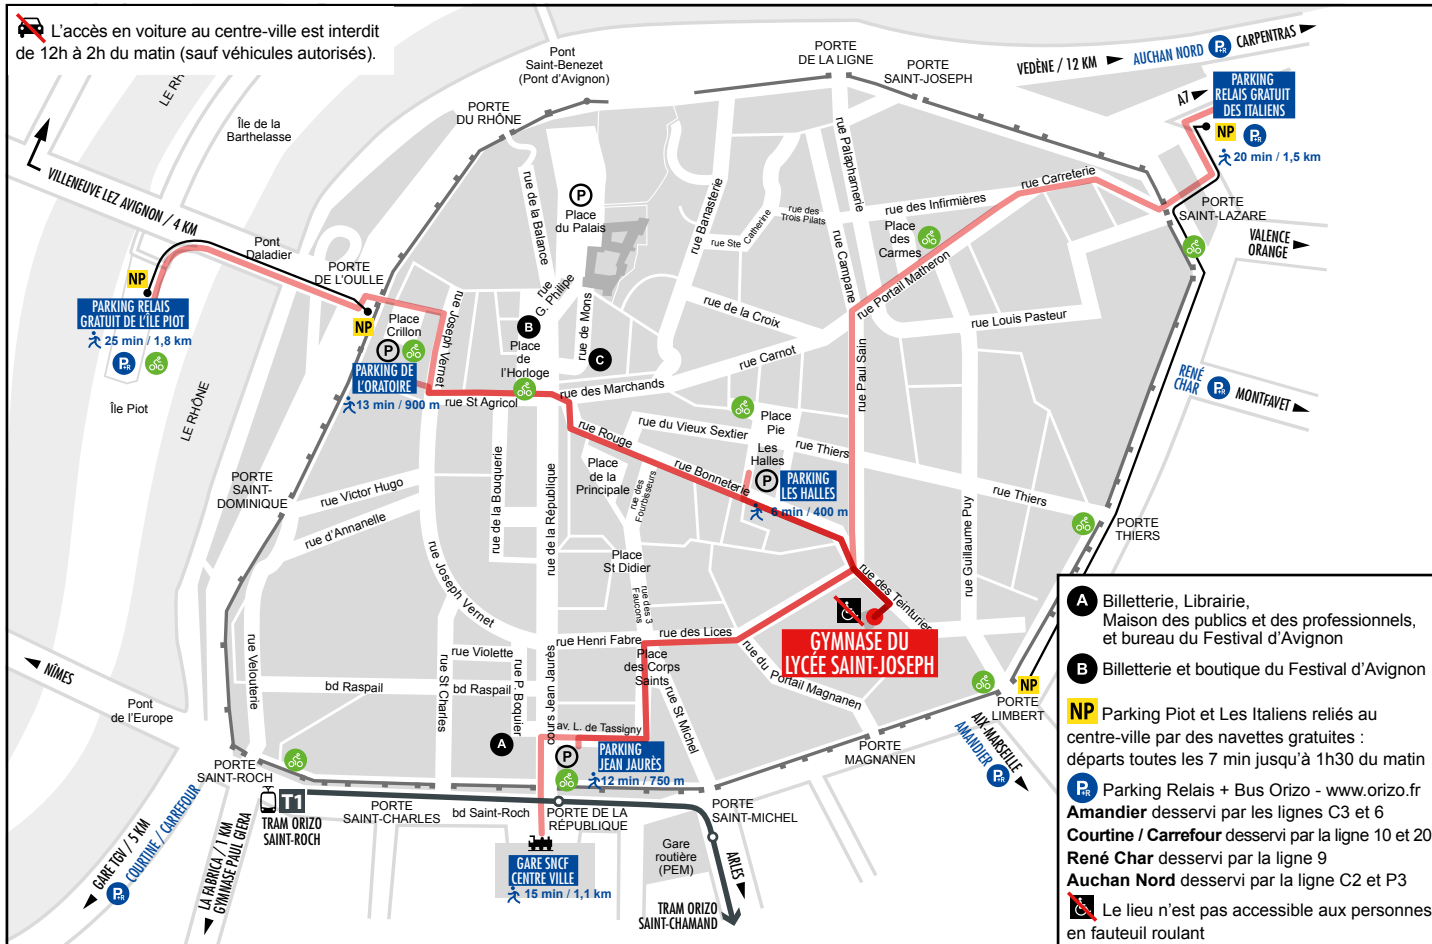 L'accès en voiture au centre-ville est interdit
de 12h à 2h du matin (sauf véhicules autorisés).
LE RHÔNE
Île de la
Barthelasse
Pont
Saint-Benezet
(Pont d'Avignon)
PORTE
DU RHÔNE
PORTE
DE LA LIGNE
PORTE
SAINT-JOSEPH
VEDÈNE / 12 KM
AUCHAN NORD
P+R
CARPENTRAS
A7
PARKING
RELAIS GRATUIT
DES ITALIENS
NP
P+R
20 min / 1,5 km
VILLENEUVE LEZ AVIGNON / 4 KM
Pont
Daladier
PORTE
DE L'OULLE
NP
PARKING RELAIS
GRATUIT DE L'ÎLE PIOT
25 min / 1,8 km
P+R
Île Piot
LE RHÔNE
NP
Place
Crillon
P
PARKING DE
L'ORATOIRE
13 min / 900 m
rue Joseph Vernet
rue St Agricol
rue de la Balance
P
Place
du Palais
rue
G. Philipe
rue de Mons
B
Place
de
l'Horloge
C
rue des Marchands
rue Banasterie
rue Ste Catherine
rue des
Trois Pilats
rue Palapharnerie
rue Campane
rue des Infirmières
Place
des
Carmes
rue Carreterie
rue Portail Matheron
PORTE
SAINT-LAZARE
VALENCE
ORANGE
rue de la Croix
rue Carnot
rue Louis Pasteur
rue Paul Sain
RENÉ
CHAR
P+R
MONTFAVET
rue du Vieux Sextier
Place
Pie
Les
Halles
P
PARKING
LES HALLES
6 min / 400 m
rue Thiers
rue Thiers
PORTE
THIERS
rue Rouge
rue Bonneterie
Place
de la
Principale
rue des
Fourbisseurs
rue de la Bouquerie
rue de la République
PORTE
SAINT-
DOMINIQUE
rue Victor Hugo
rue d'Annanelle
rue Joseph Vernet
Place
St Didier
rue des 3
Faucons
rue Guillaume Puy
rue des Teinturiers
GYMNASE DU
LYCÉE SAINT-JOSEPH
rue Henri Fabre
rue des Lices
Place
des Corps
Saints
rue du Portail Magnanen
rue Velouterie
rue Violette
bd Raspail
bd Raspail
rue St Charles
rue P. Boquier
cours Jean Jaurès
av. L. de Tassigny
rue St Michel
A
P
PARKING
JEAN JAURÈS
12 min / 750 m
PORTE
MAGNANEN
NP
PORTE
LIMBERT
AIX-MARSEILLE
AMANDIER
P+R
NÎMES
Pont
de l'Europe
PORTE
SAINT-ROCH
T1
TRAM ORIZO
SAINT-ROCH
PORTE
SAINT-CHARLES
bd Saint-Roch
PORTE DE LA
RÉPUBLIQUE
PORTE
SAINT-MICHEL
GARE TGV / 5 KM
COURTINE / CARREFOUR
P+R
LA FABRICA / 1 KM
GYMNASE PAUL GIERA
GARE SNCF
CENTRE VILLE
15 min / 1,1 km
Gare
routière
(PEM)
ARLES
TRAM ORIZO
SAINT-CHAMAND
A Billetterie, Librairie,
Maison des publics et des professionnels,
et bureau du Festival d'Avignon
B Billetterie et boutique du Festival d'Avignon
NP Parking Piot et Les Italiens reliés au
centre-ville par des navettes gratuites :
départs toutes les 7 min jusqu'à 1h30 du matin
P+R Parking Relais + Bus Orizo - www.orizo.fr
Amandier desservi par les lignes C3 et 6
Courtine / Carrefour desservi par la ligne 10 et 20
René Char desservi par la ligne 9
Auchan Nord desservi par la ligne C2 et P3
Le lieu n'est pas accessible aux personnes
en fauteuil roulant